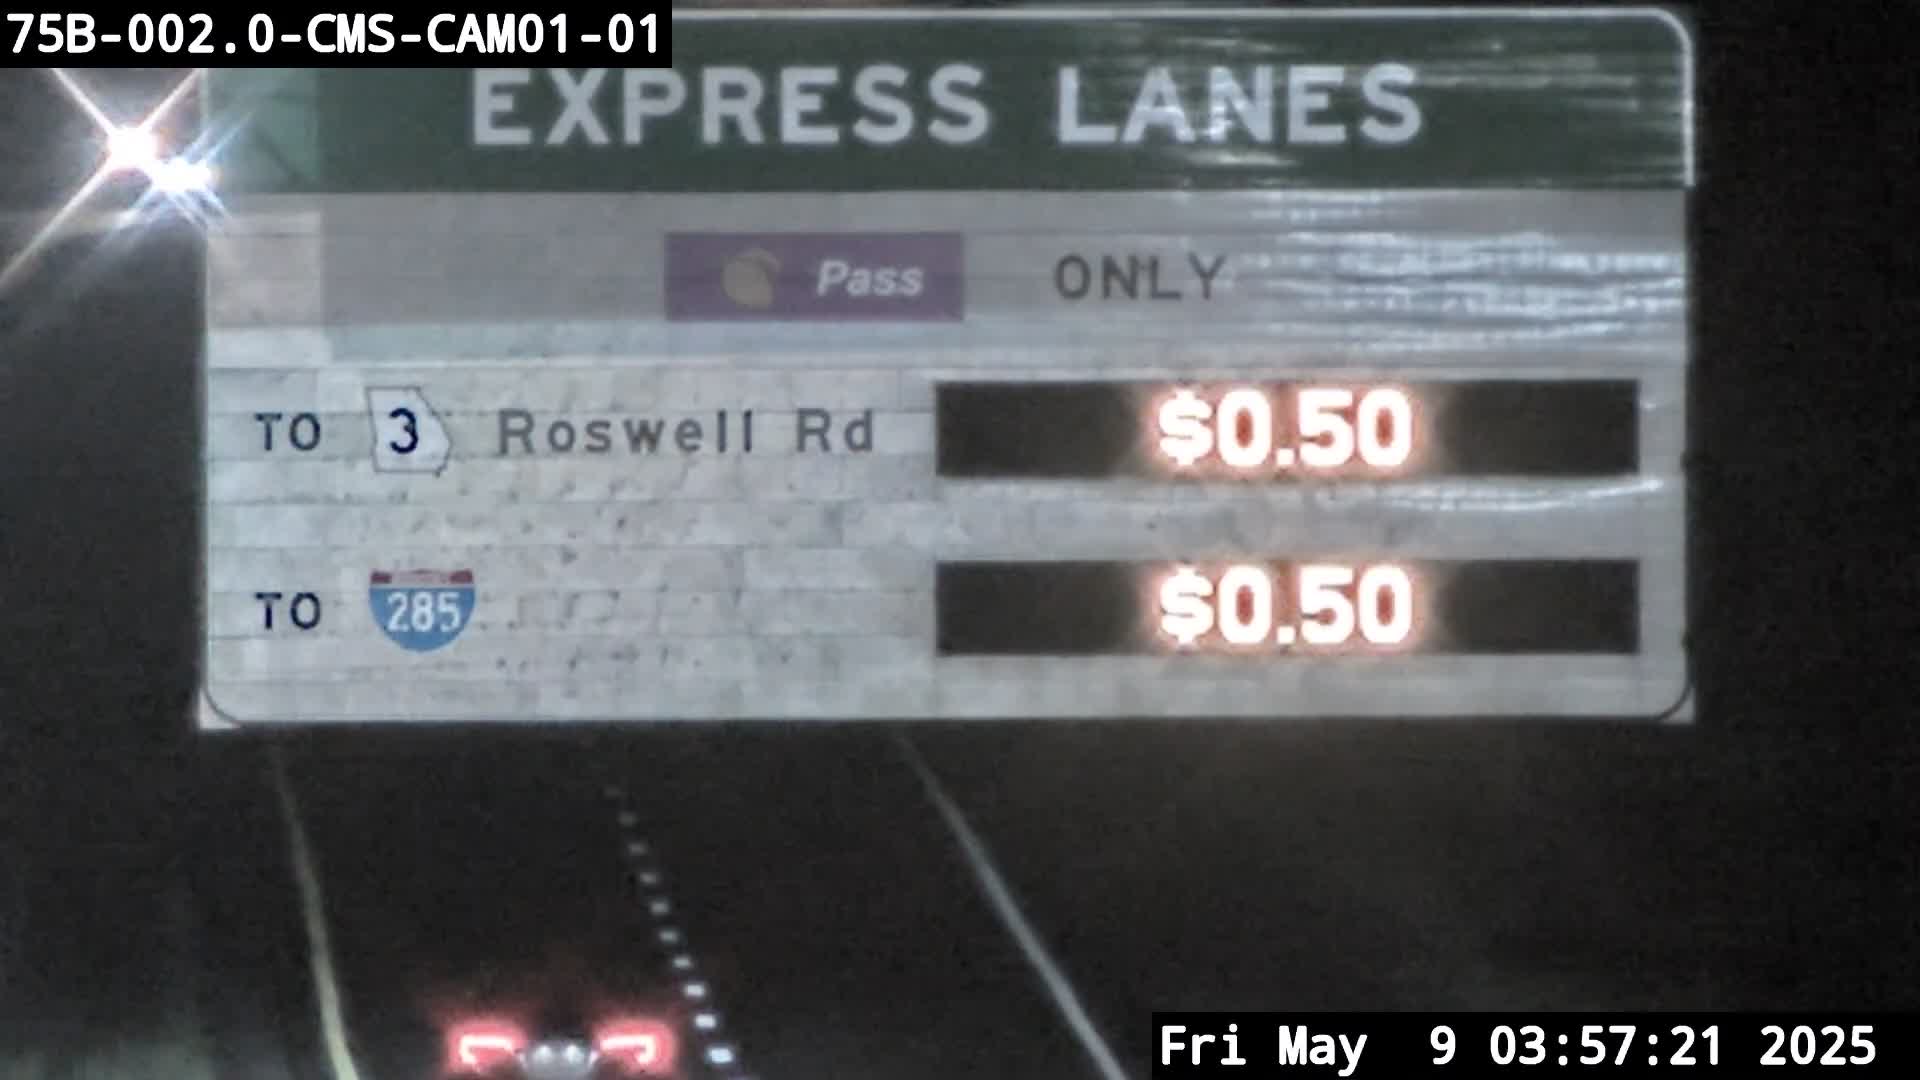 75B-002.0-CMS-CAM01-01
EXPRESS LANES
Pass ONLY
TO 3 Roswell Rd $0.50
TO 285 $0.50
Fri May 9 03:57:21 2025